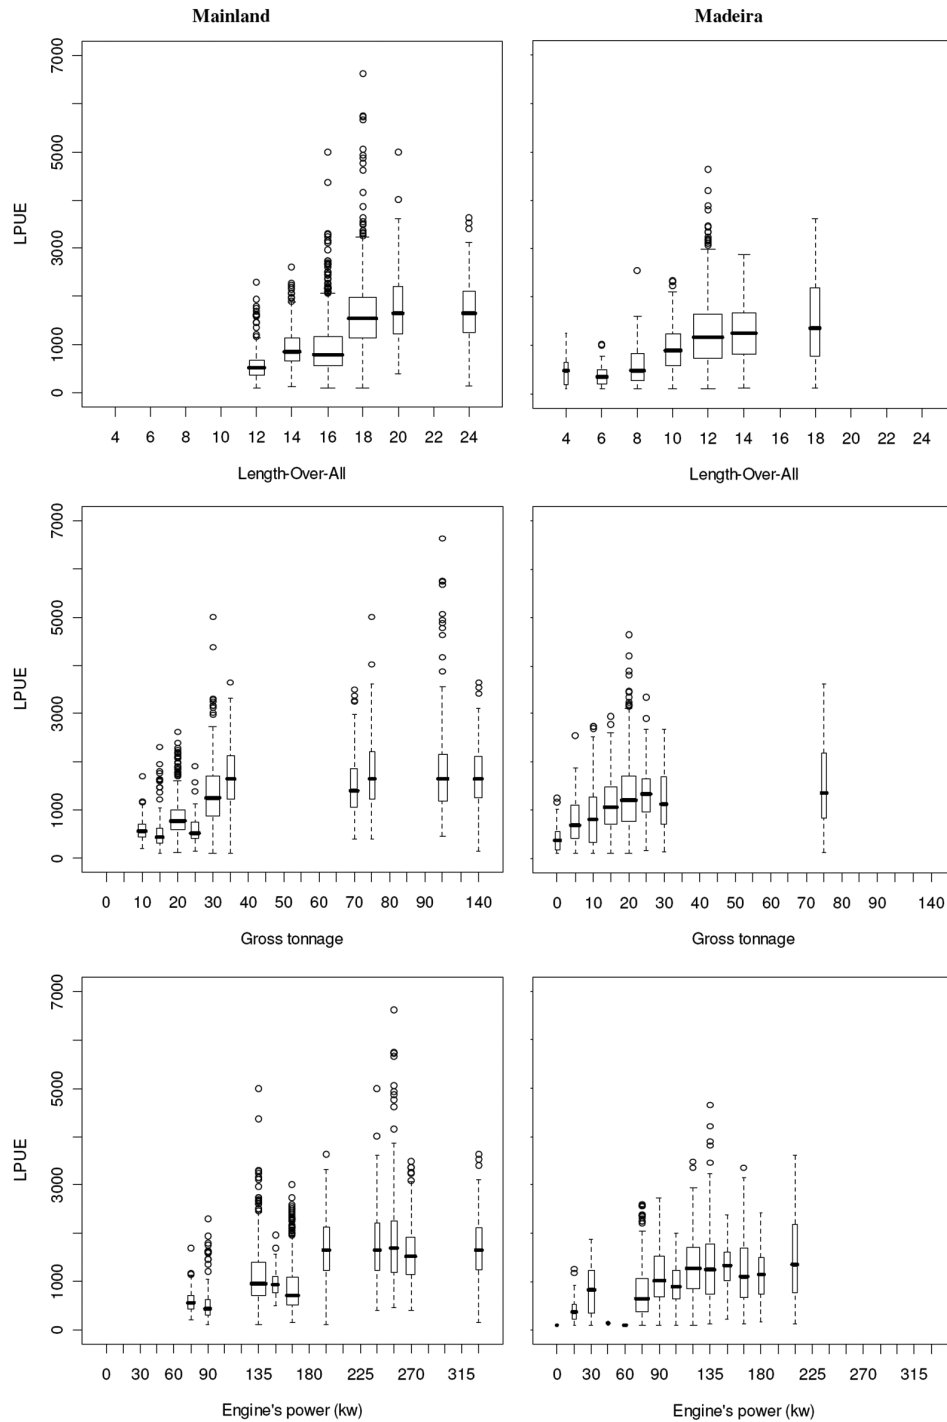 Mainland Madeira
7000
5000
3000
1000
0
LPUE
4 6 8 10 12 14 16 18 20 22 24
4 6 8 10 12 14 16 18 20 22 24
Length-Over-All
Length-Over-All
7000
5000
3000
1000
0
LPUE
0 10 20 30 40 50 60 70 80 90 140
0 10 20 30 40 50 60 70 80 90 140
Gross tonnage
Gross tonnage
7000
5000
3000
1000
0
LPUE
0 30 60 90 135 180 225 270 315
0 30 60 90 135 180 225 270 315
Engine's power (kw)
Engine's power (kw)